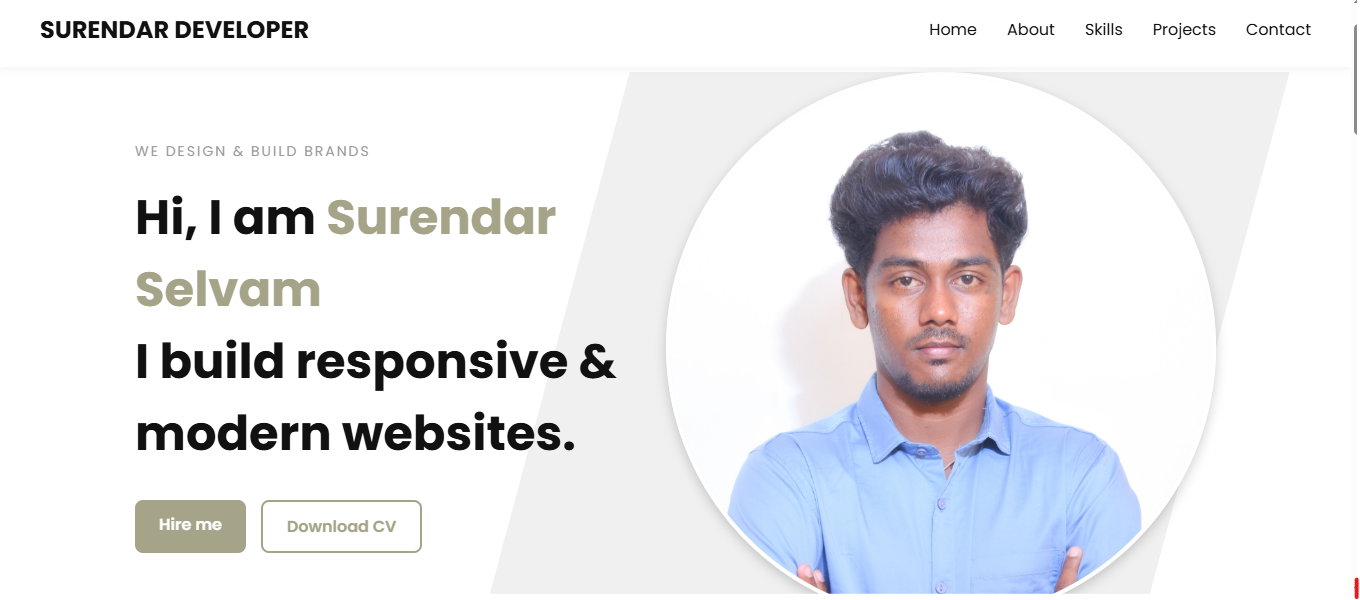 SURENDAR DEVELOPER
Home About Skills Projects Contact
WE DESIGN & BUILD BRANDS
Hi, I am Surendar
Selvam
I build responsive &
modern websites.
Hire me
Download CV